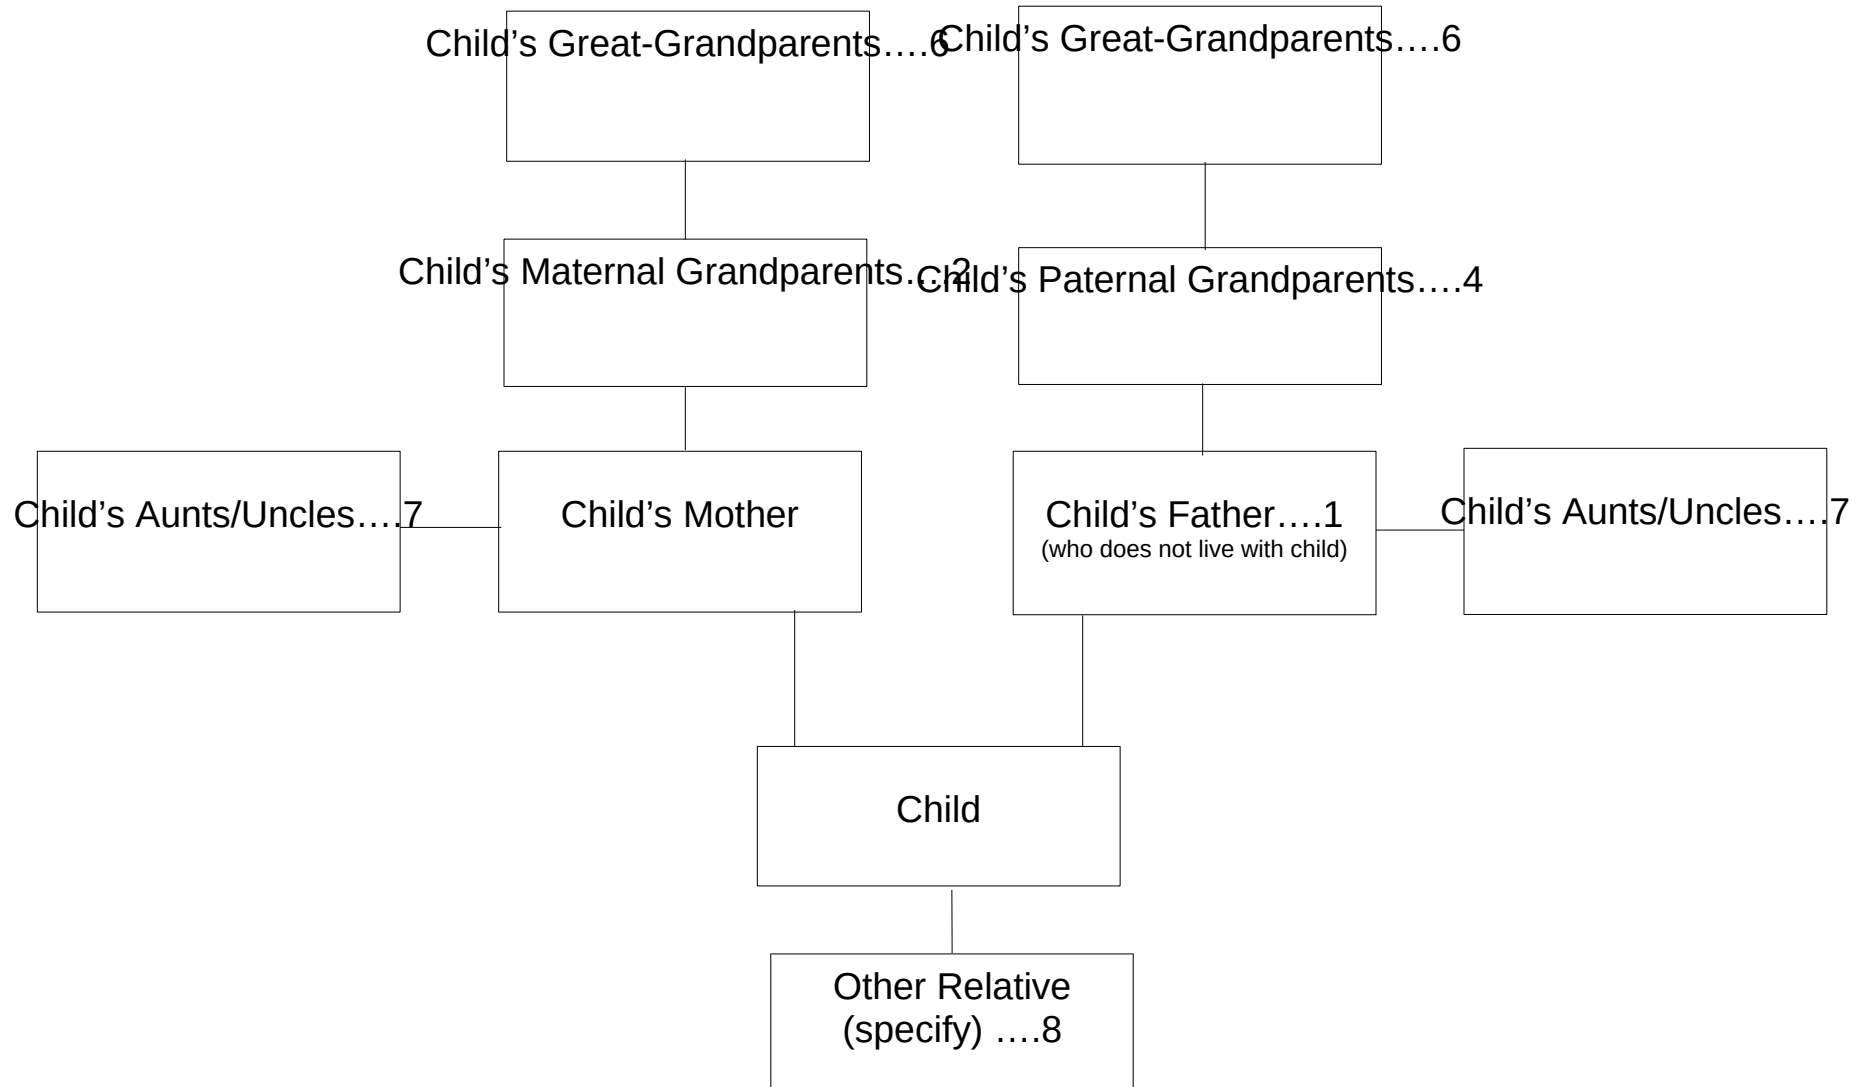 Child’s Great-Grandparents….6
Child’s Great-Grandparents….6
Child’s Maternal Grandparents….2
Child’s Paternal Grandparents….4
Child’s Aunts/Uncles….7
Child’s Mother
Child’s Father….1
(who does not live with child)
Child’s Aunts/Uncles….7
Child
Other Relative
(specify) ….8